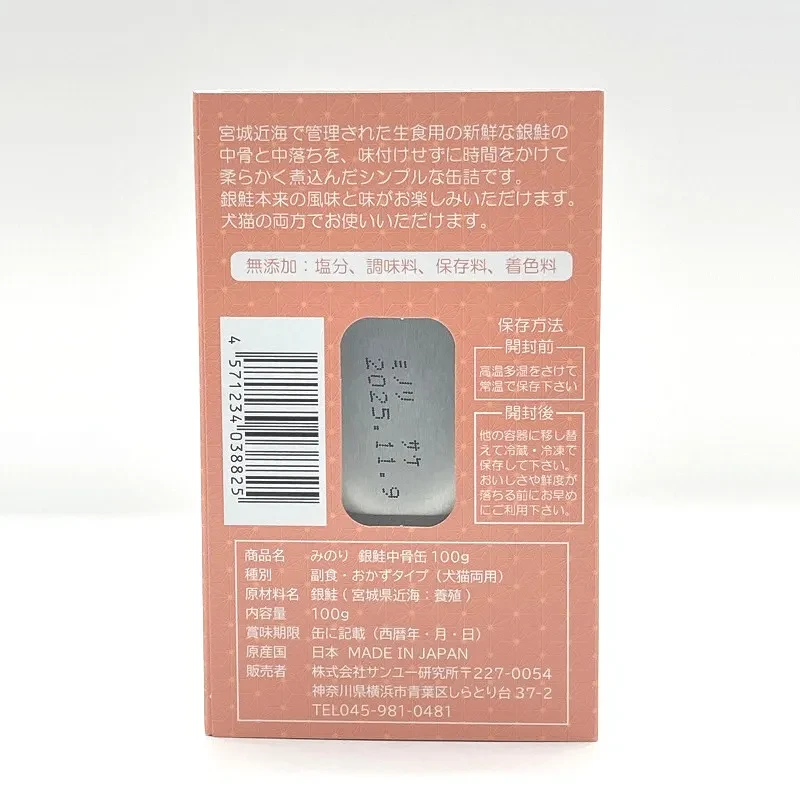 宮城近海で管理された生食用の新鮮な銀鮭の
中骨と中落ちを、味付けせずに時間をかけて
柔らかく煮込んだシンプルな缶詰です。
銀鮭本来の風味と味がお楽しみいただけます。
犬猫の両方でお使いいただけます。
無添加：塩分、調味料、保存料、着色料
4 571234 038825
ミノリ サケ
2025.11.9
保存方法
開封前
高温多湿をさけて
常温で保存下さい
開封後
他の容器に移し替
えて冷蔵・冷凍で
保存して下さい。
おいしさや鮮度が
落ちる前にお早め
にご利用下さい。
商品名 みのり 銀鮭中骨缶 100g
種別 副食・おかずタイプ（犬猫両用）
原材料名 銀鮭（宮城県近海：養殖）
内容量 100g
賞味期限 缶に記載（西暦年・月・日）
原産国 日本 MADE IN JAPAN
販売者 株式会社サンユー研究所〒227-0054
神奈川県横浜市青葉区しらとり台 37-2
TEL045-981-0481